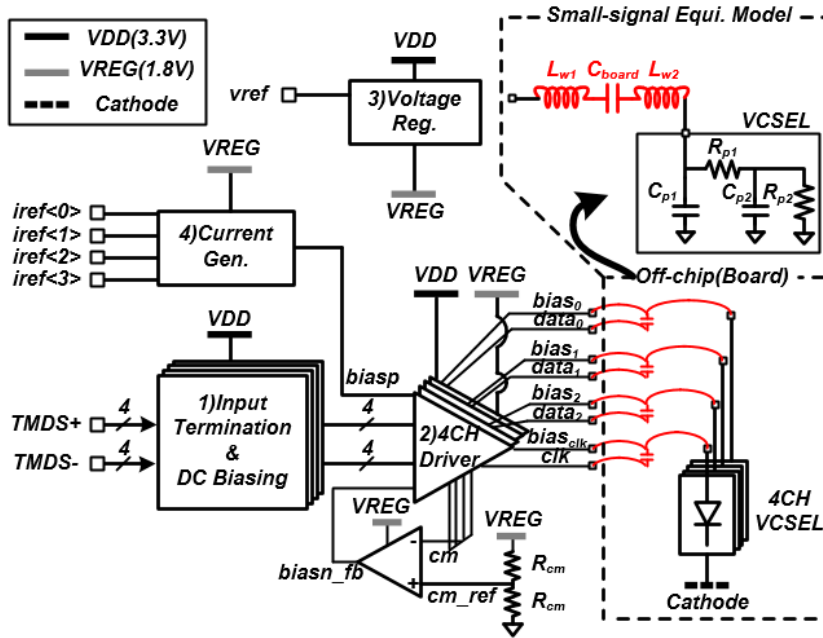 Small-signal Equi. Model
VDD(3.3V)
VREG(1.8V)
Cathode
VDD
vref
3)Voltage
Reg.
VREG
Lw1 Cboard Lw2
VCSEL
Rp1
Cp1 Cp2 Rp2
VREG
iref<0>
iref<1>
iref<2>
iref<3>
4)Current
Gen.
Off-chip(Board)
VDD VREG
bias0
data0
bias1
data1
bias2
data2
biasclk
clk
VDD
biasp
TMDS+ 4
TMDS- 4
1)Input
Termination
&
DC Biasing
4
4
2)4CH
Driver
VREG
-
+
cm
biasn_fb
cm_ref
VREG
Rcm
Rcm
4CH
VCSEL
Cathode